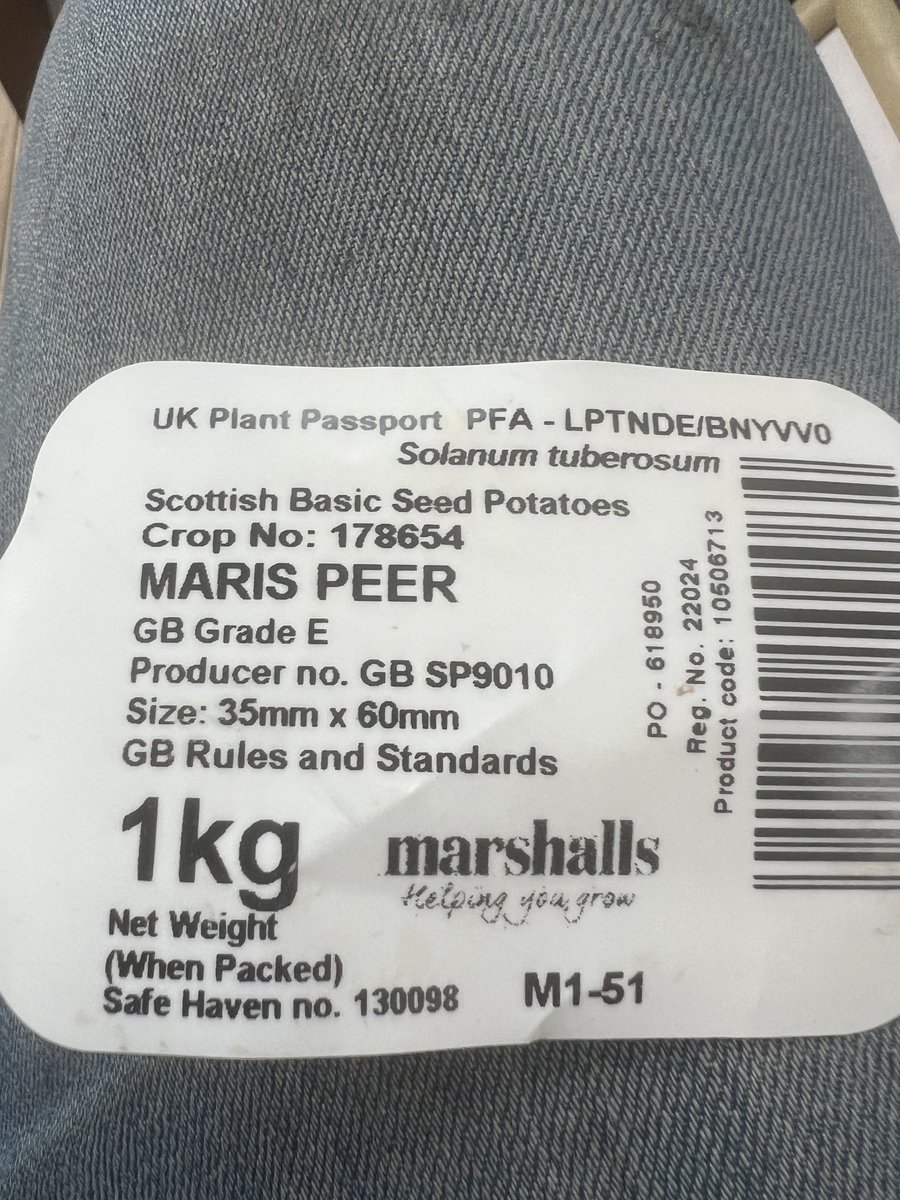 UK Plant Passport PFA - LPTNDE/BNYVV0
Solanum tuberosum
Scottish Basic Seed Potatoes
Crop No: 178654
MARIS PEER
GB Grade E
Producer no. GB SP9010
Size: 35mm x 60mm
GB Rules and Standards
1kg
Net Weight
(When Packed)
Safe Haven no. 130098
marshalls
Helping you grow
M1-51
PO - 618950
Reg. No. 22024
Product code: 10506713